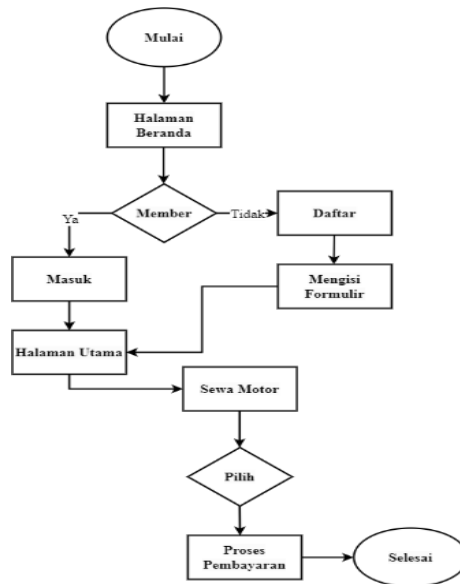 Mulai
Halaman
Beranda
Member
Ya
Tidak
Daftar
Masuk
Mengisi
Formulir
Halaman Utama
Sewa Motor
Pilih
Proses
Pembayaran
Selesai